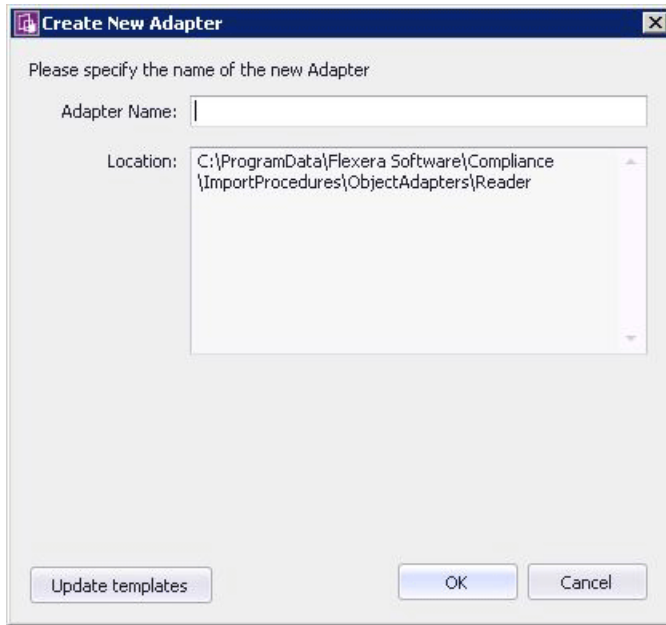 Create New Adapter
Please specify the name of the new Adapter
Adapter Name:
Location: C:\ProgramData\Flexera Software\Compliance
\ImportProcedures\ObjectAdapters\Reader
Update templates OK Cancel